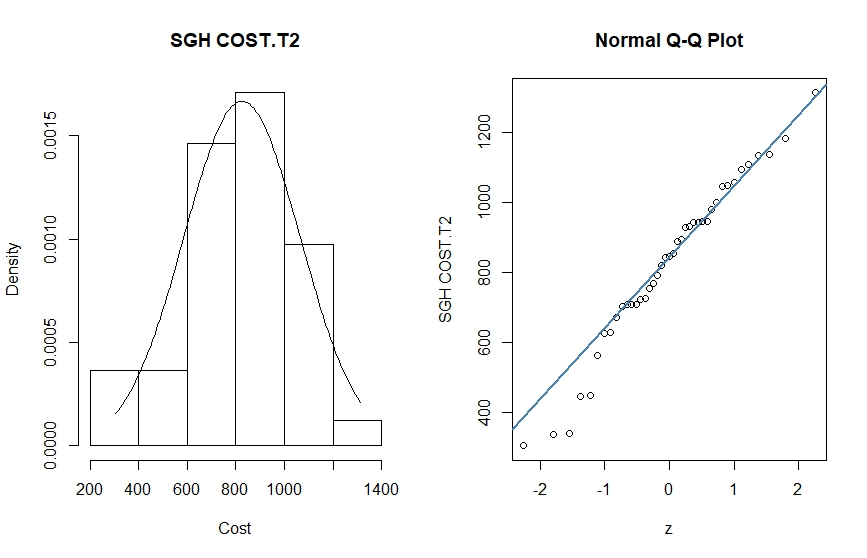 SGH COST.T2
Density
0.0000 0.0005 0.0010 0.0015
200 400 600 800 1000 1400
Cost
Normal Q-Q Plot
SGH COST.T2
400 600 800 1000 1200
-2 -1 0 1 2
z